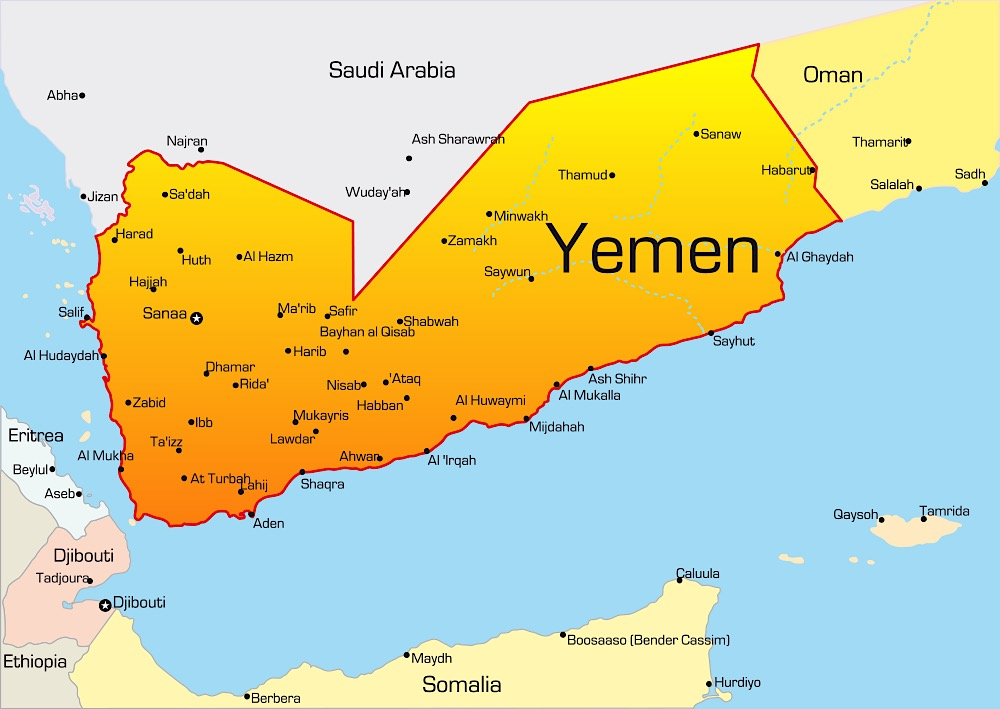 Saudi Arabia
Oman
Abha
Najran
Ash Sharawrah
Sanaw
Thamarit
Thamud
Habarut
Salalah
Sadh
Jizan
Sa'dah
Wuday'ah
Minwakh
Harad
Huth
Al Hazm
Zamakh
Yemen
Al Ghaydah
Hajjah
Saywun
Salif
Sanaa
Ma'rib
Safir
Shabwah
Bayhan al Qisab
Sayhut
Al Hudaydah
Harib
Dhamar
Rida'
Nisab
'Ataq
Ash Shihr
Al Mukalla
Zabid
Habban
Al Huwaymi
Ibb
Mukayris
Mijdahah
Eritrea
Ta'izz
Lawdar
Al Mukha
Ahwar
Al 'Irqah
Beylul
At Turbah
Lahij
Shaqra
Aseb
Aden
Qaysoh
Tamrida
Djibouti
Tadjoura
Caluula
Djibouti
Boosaaso (Bender Cassim)
Ethiopia
Maydh
Somalia
Hurdiyo
Berbera